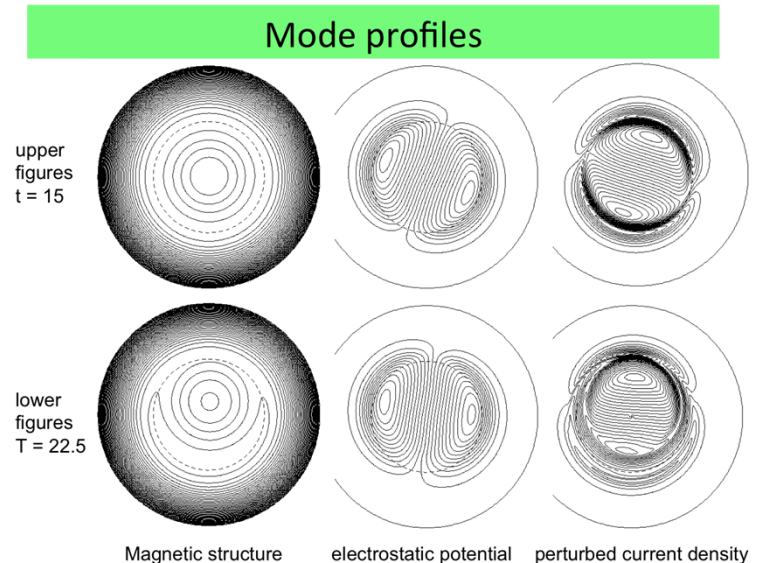 Mode profiles
upper
figures
t = 15
lower
figures
T = 22.5
Magnetic structure
electrostatic potential
perturbed current density